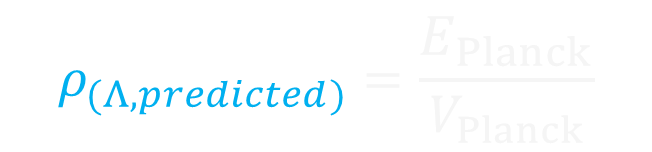 ρ(Λ,predicted) = E_Planck / V_Planck